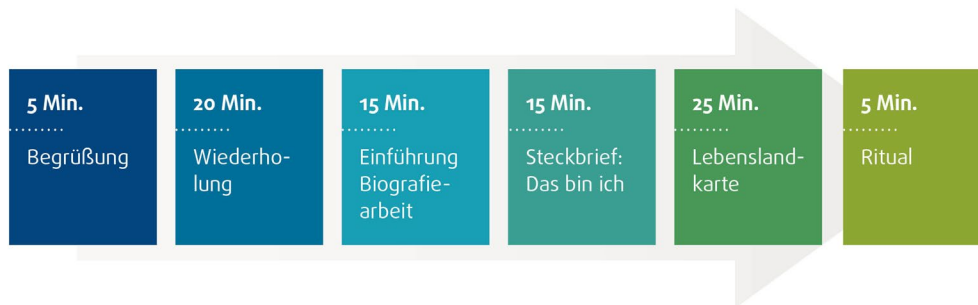 5 Min.
Begrüßung
20 Min.
Wiederho-
lung
15 Min.
Einführung
Biografie-
arbeit
15 Min.
Steckbrief:
Das bin ich
25 Min.
Lebensland-
karte
5 Min.
Ritual